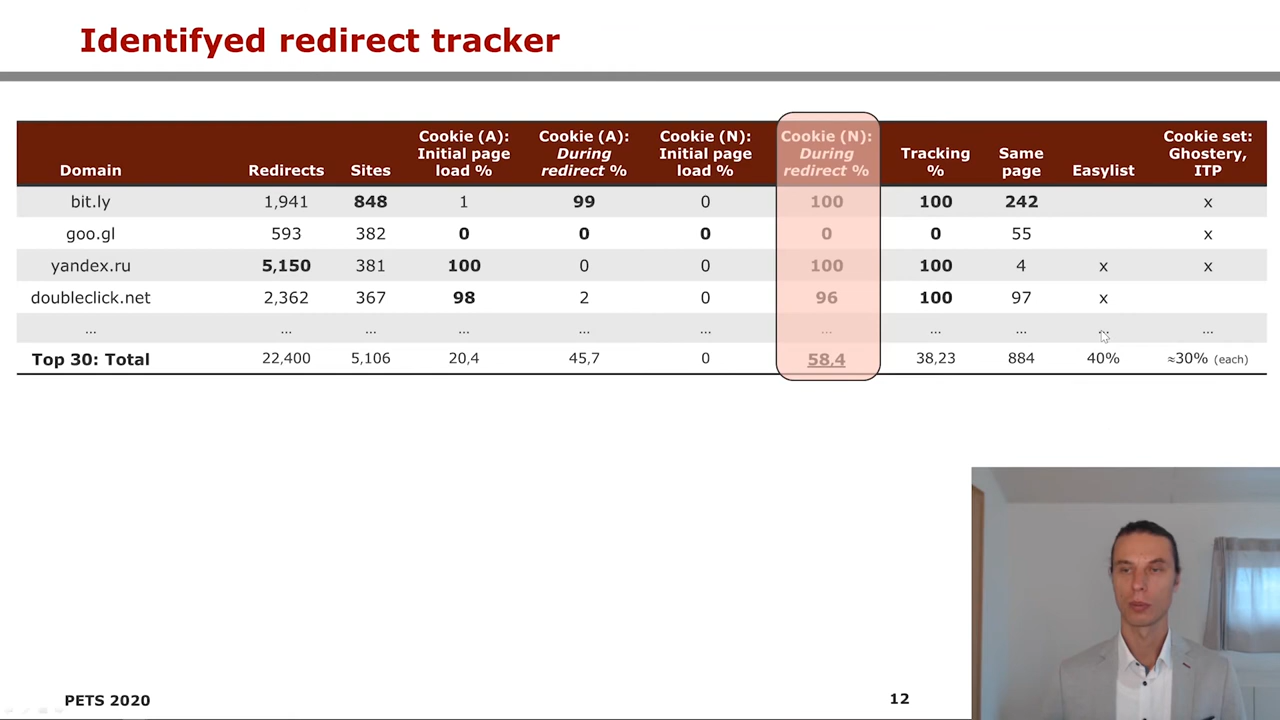 Identifyed redirect tracker
Domain Redirects Sites Cookie (A): Initial page load % Cookie (A): During redirect % Cookie (N): Initial page load % Cookie (N): During redirect % Tracking % Same page Easylist Cookie set: Ghostery, ITP
bit.ly 1,941 848 1 99 0 100 100 242 x
goo.gl 593 382 0 0 0 0 0 55 x
yandex.ru 5,150 381 100 0 0 100 100 4 x x
doubleclick.net 2,362 367 98 2 0 96 100 97 x
... ... ... ... ... ... ... ... ... ... ...
Top 30: Total 22,400 5,106 20,4 45,7 0 58,4 38,23 884 40% ≈30% (each)
PETS 2020 12